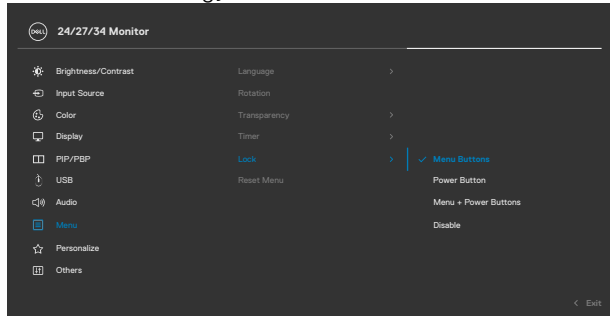 DELL 24/27/34 Monitor
Brightness/Contrast Language >
Input Source Rotation
Color Transparency >
Display Timer >
PIP/PBP Lock > ✓ Menu Buttons
USB Reset Menu Power Button
Audio Menu + Power Buttons
Menu Disable
Personalize
Others
< Exit